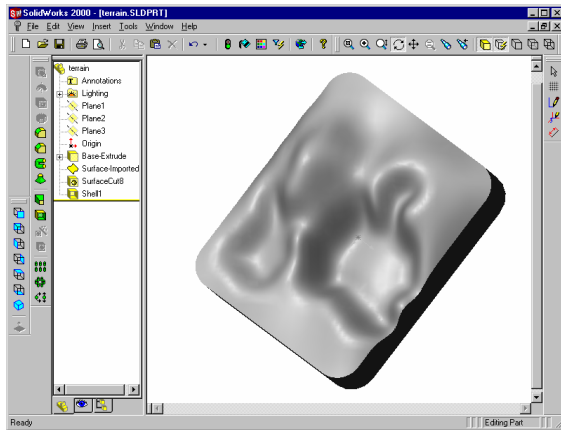 SolidWorks 2000 - [terrain.SLDPRT]
File Edit View Insert Tools Window Help
terrain
Annotations
Lighting
Plane1
Plane2
Plane3
Origin
Base-Extrude
Surface-Imported
SurfaceCut8
Shell1
Ready
Editing Part